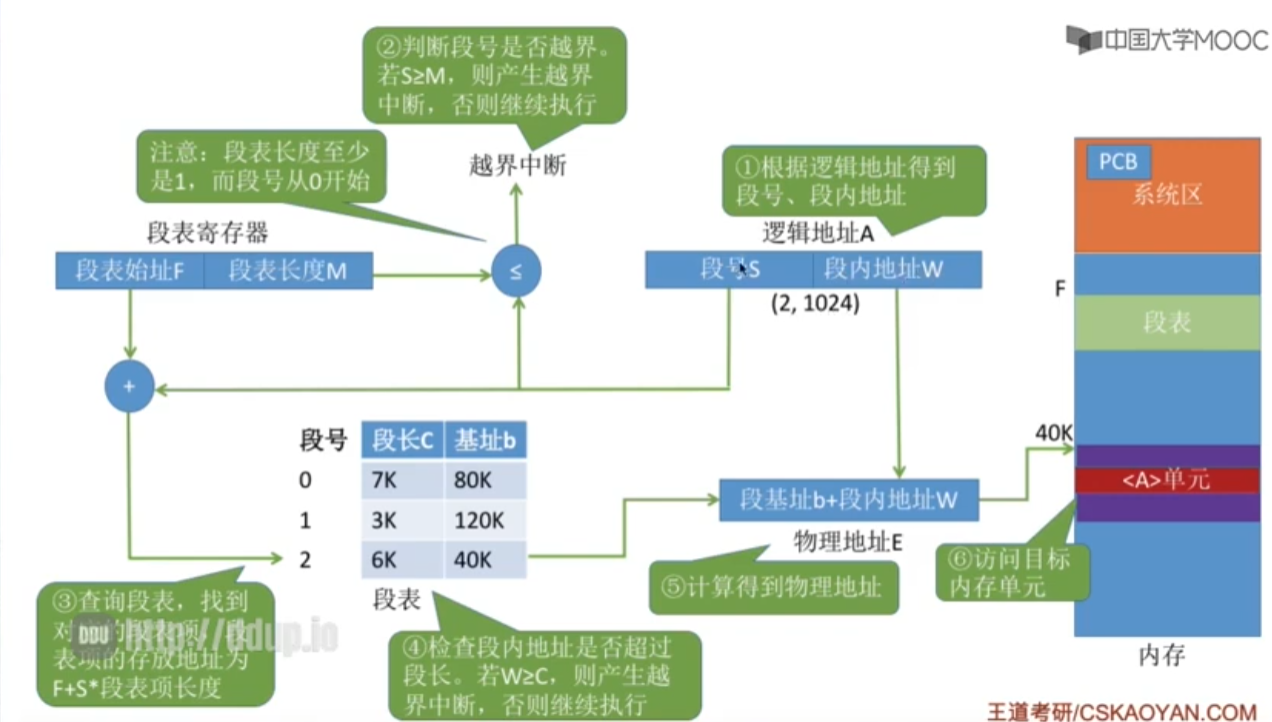 中国大学MOOC
②判断段号是否越界。
若S≥M，则产生越界
中断，否则继续执行
注意：段表长度至少
是1，而段号从0开始
越界中断
①根据逻辑地址得到
段号、段内地址
PCB
系统区
段表寄存器
逻辑地址A
段表始址F 段表长度M
≤
段号S 段内地址W
(2, 1024)
F
段表
+
段号 段长C 基址b
0 7K 80K
1 3K 120K
2 6K 40K
段表
40K
<A>单元
段基址b+段内地址W
物理地址E
⑤计算得到物理地址
⑥访问目标
内存单元
③查询段表，找到
对的段表项，段
表项的存放地址为
F+S*段表项长度
DDU http://ddup.io
④检查段内地址是否超过
段长。若W≥C，则产生越
界中断，否则继续执行
内存
王道考研/CSKAOYAN.COM